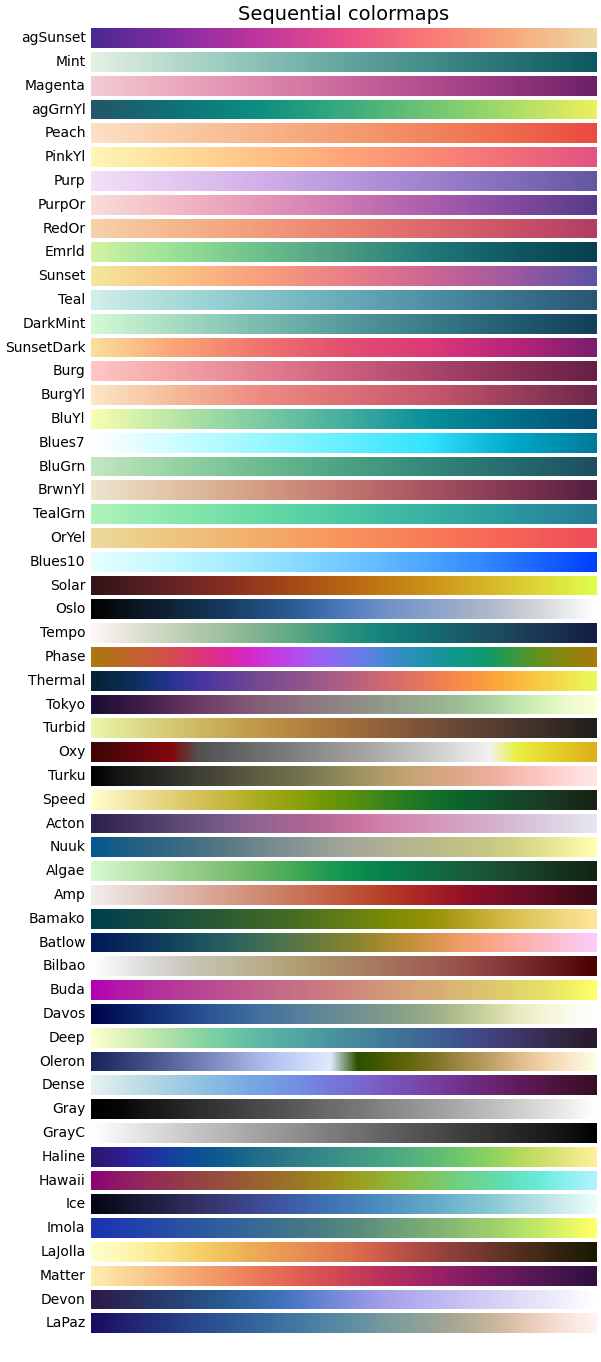 Sequential colormaps
agSunset
Mint
Magenta
agGrnYl
Peach
PinkYl
Purp
PurpOr
RedOr
Emrld
Sunset
Teal
DarkMint
SunsetDark
Burg
BurgYl
BluYl
Blues7
BluGrn
BrwnYl
TealGrn
OrYel
Blues10
Solar
Oslo
Tempo
Phase
Thermal
Tokyo
Turbid
Oxy
Turku
Speed
Acton
Nuuk
Algae
Amp
Bamako
Batlow
Bilbao
Buda
Davos
Deep
Oleron
Dense
Gray
GrayC
Haline
Hawaii
Ice
Imola
LaJolla
Matter
Devon
LaPaz